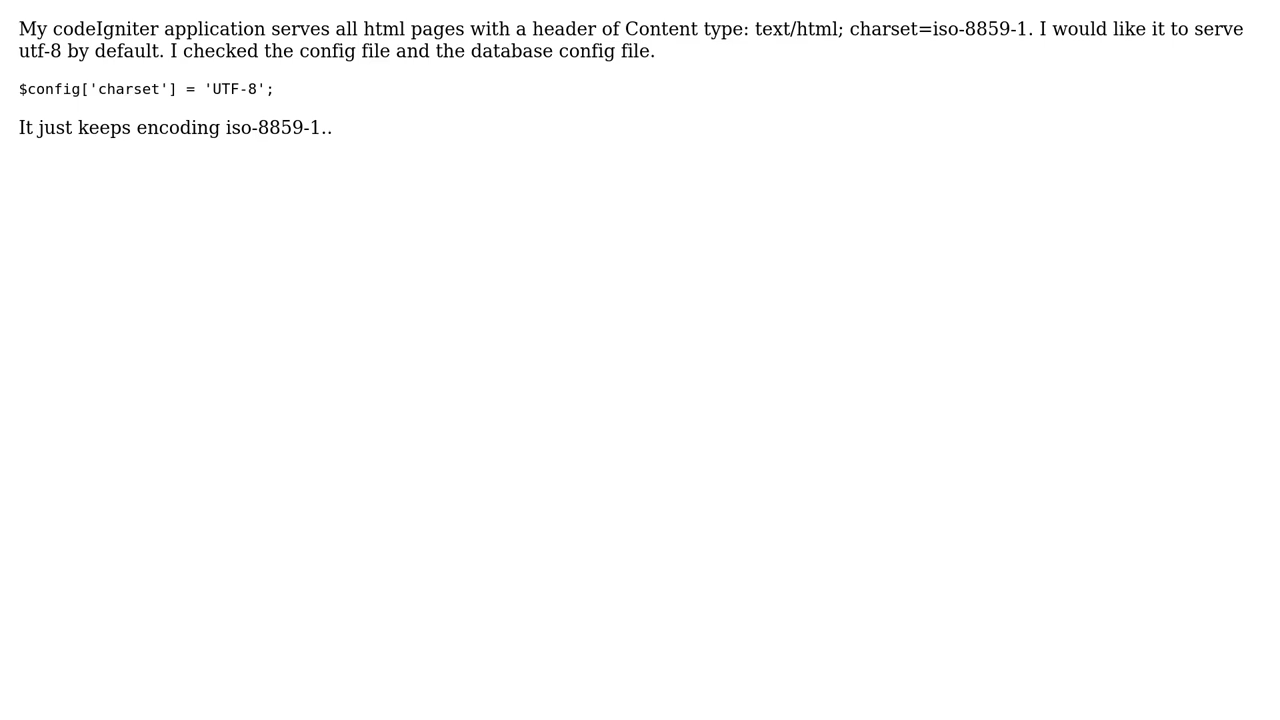 My codeIgniter application serves all html pages with a header of Content type: text/html; charset=iso-8859-1. I would like it to serve
utf-8 by default. I checked the config file and the database config file.
$config['charset'] = 'UTF-8';
It just keeps encoding iso-8859-1..